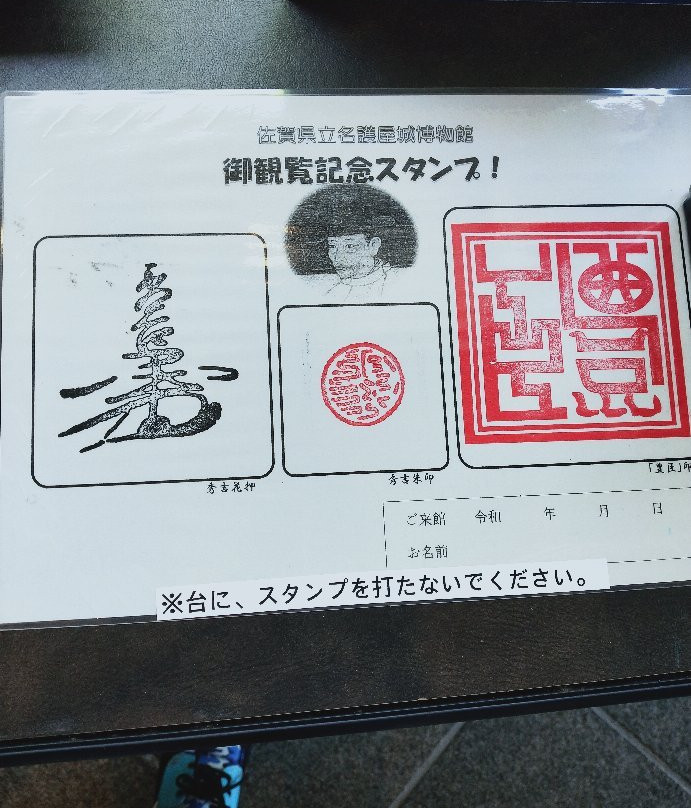 佐賀県立名護屋城博物館
御観覧記念スタンプ!
秀吉花押
秀吉朱印
「豊臣」印
ご来館 令和 年 月 日
お名前
※台に、スタンプを打たないでください。